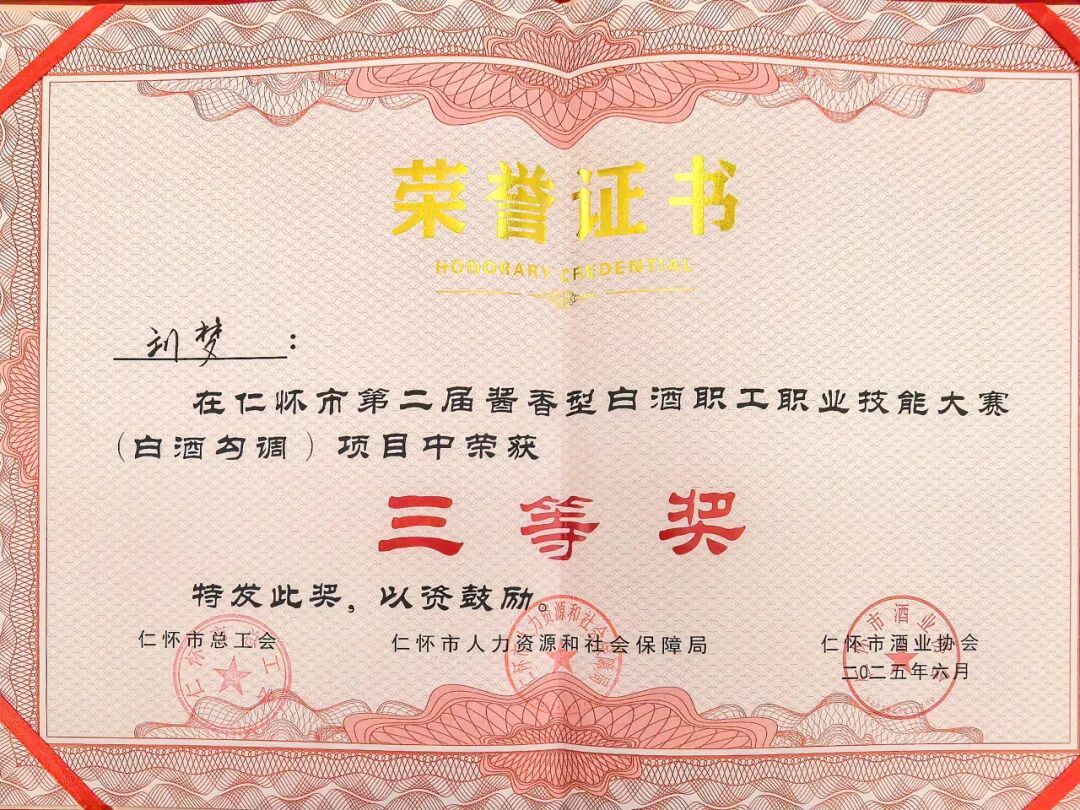 荣誉证书
HONORARY CREDENTIAL
刘梦：
在仁怀市第二届酱香型白酒职工职业技能大赛
（白酒勾调）项目中荣获
三等奖
特发此奖，以资鼓励。
仁怀市总工会
仁怀市人力资源和社会保障局
仁怀市酒业协会
二〇二五年六月